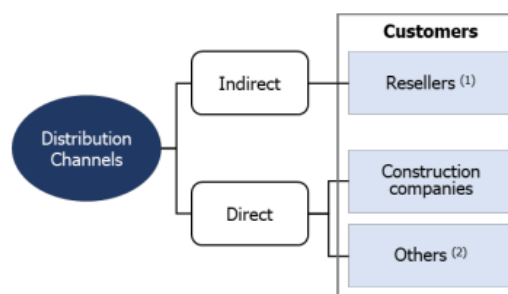 Customers
Indirect
Resellers (1)
Distribution
Channels
Construction
companies
Direct
Others (2)